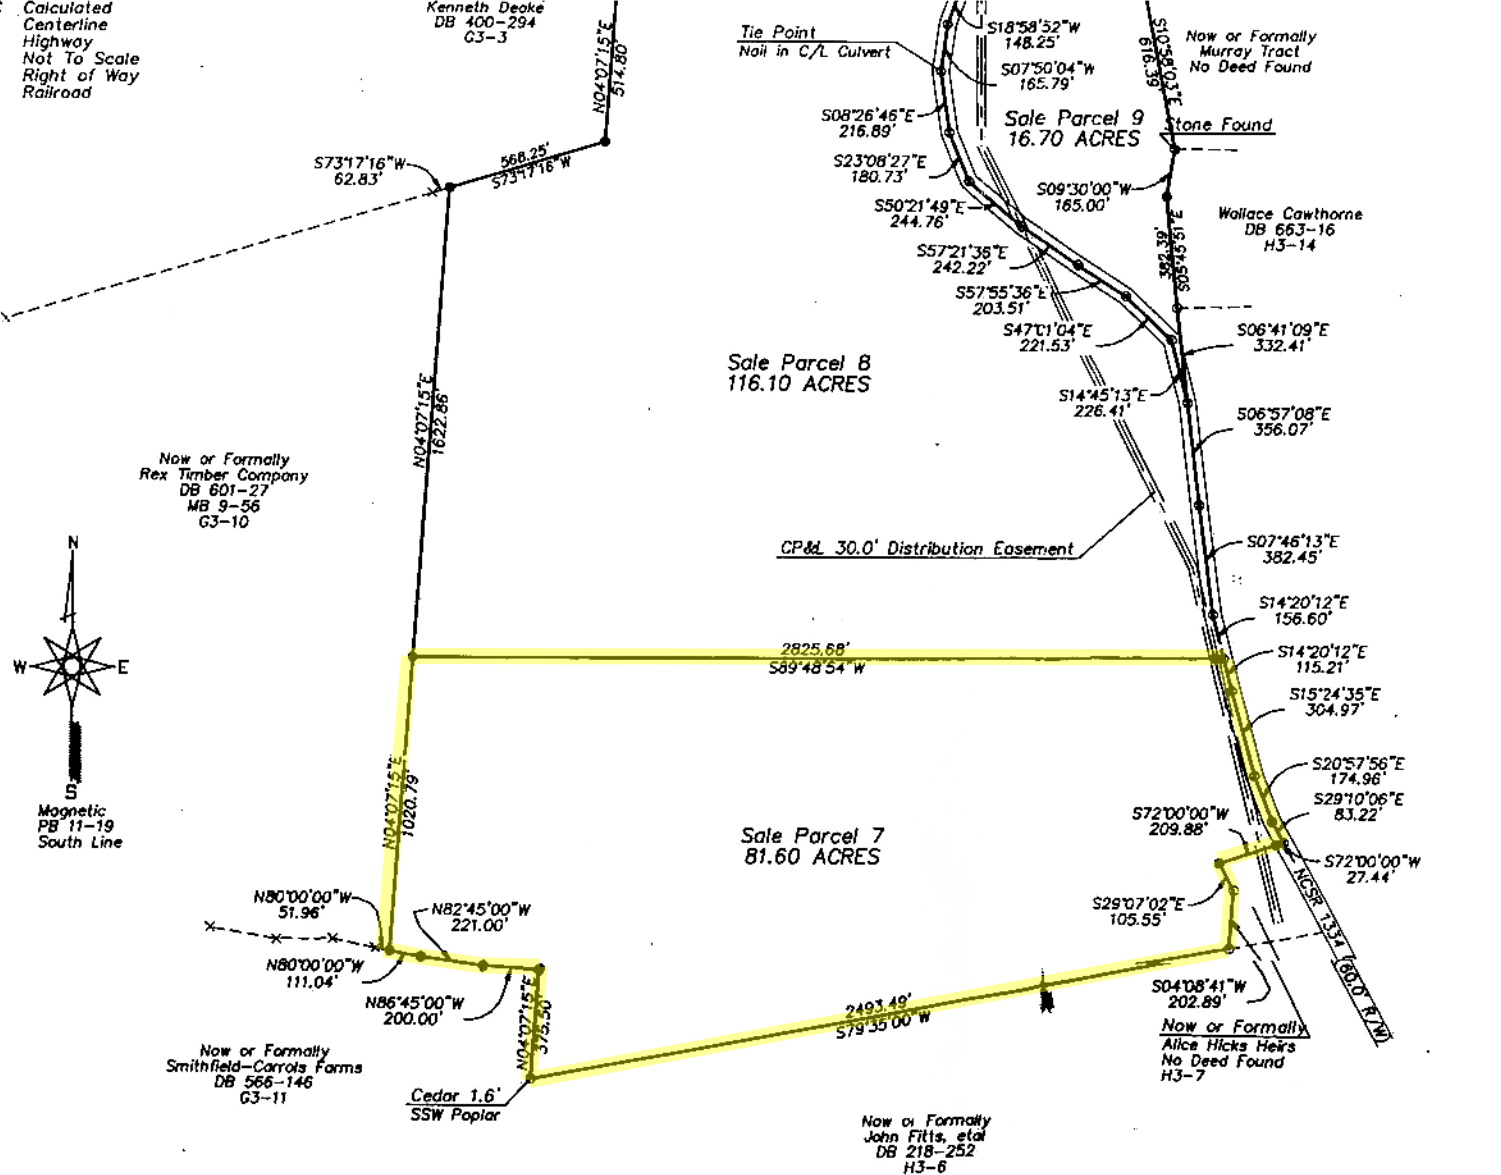 Calculated
Centerline
Highway
Not To Scale
Right of Way
Railroad
Kenneth Deake
DB 400-294
G3-3
N04°07'15"E
514.80'
S73°17'16"W
62.83'
568.25'
S73°17'16"W
Tie Point
Nail in C/L Culvert
S18°58'52"W
148.25'
S07°50'04"W
165.79'
S08°26'46"E
216.89'
S23°08'27"E
180.73'
S50°21'49"E
244.76'
S57°21'36"E
242.22'
S57°55'36"E
203.51'
S47°01'04"E
221.53'
S14°45'13"E
226.41'
S10°58'03"E
616.39'
Now or Formally
Murray Tract
No Deed Found
Sale Parcel 9
16.70 ACRES
Stone Found
S09°30'00"W
165.00'
Wallace Cawthorne
DB 663-16
H3-14
382.39'
S05°45'51"E
S06°41'09"E
332.41'
S06°57'08"E
356.07'
S07°46'13"E
382.45'
S14°20'12"E
156.60'
S14°20'12"E
115.21'
S15°24'35"E
304.97'
S20°57'56"E
174.96'
S29°10'06"E
83.22'
S72°00'00"W
27.44'
Sale Parcel 8
116.10 ACRES
N04°07'15"E
1622.86'
Now or Formally
Rex Timber Company
DB 601-27
MB 9-56
G3-10
CP&L 30.0' Distribution Easement
N
W
E
S
Magnetic
PB 11-19
South Line
2825.68'
S89°48'54"W
N04°07'15"E
1020.79'
Sale Parcel 7
81.60 ACRES
S72°00'00"W
209.88'
S29°07'02"E
105.55'
S04°08'41"W
202.89'
NCSR 1334 (60.0' R/W)
N80°00'00"W
51.96'
N82°45'00"W
221.00'
N80°00'00"W
111.04'
N86°45'00"W
200.00'
N04°07'15"E
375.50'
2493.49'
S79°35'00"W
Now or Formally
Smithfield-Carrols Farms
DB 566-146
G3-11
Cedar 1.6'
SSW Poplar
Now or Formally
Alice Hicks Heirs
No Deed Found
H3-7
Now or Formally
John Fitts, etal
DB 218-252
H3-6